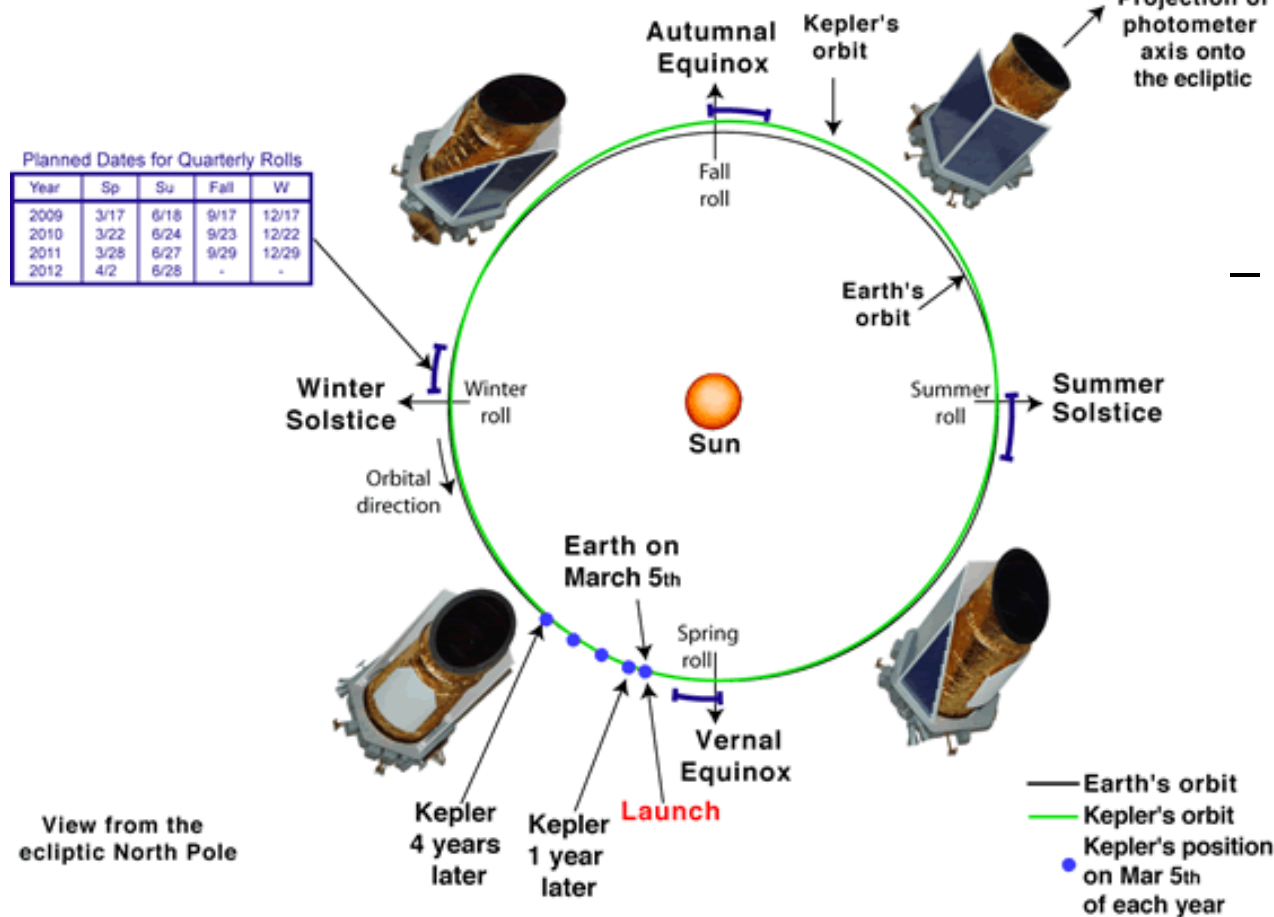 Projection of
photometer
axis onto
the ecliptic
Autumnal
Equinox
Kepler's
orbit
Fall
roll
Planned Dates for Quarterly Rolls
Year Sp Su Fall W
2009 3/17 6/18 9/17 12/17
2010 3/22 6/24 9/23 12/22
2011 3/28 6/27 9/29 12/29
2012 4/2 6/28 - -
Earth's
orbit
Winter
Solstice
Winter
roll
Sun
Summer
roll
Summer
Solstice
Orbital
direction
Earth on
March 5th
Spring
roll
Vernal
Equinox
Launch
Kepler
4 years
later
Kepler
1 year
later
View from the
ecliptic North Pole
Earth's orbit
Kepler's orbit
Kepler's position
on Mar 5th
of each year